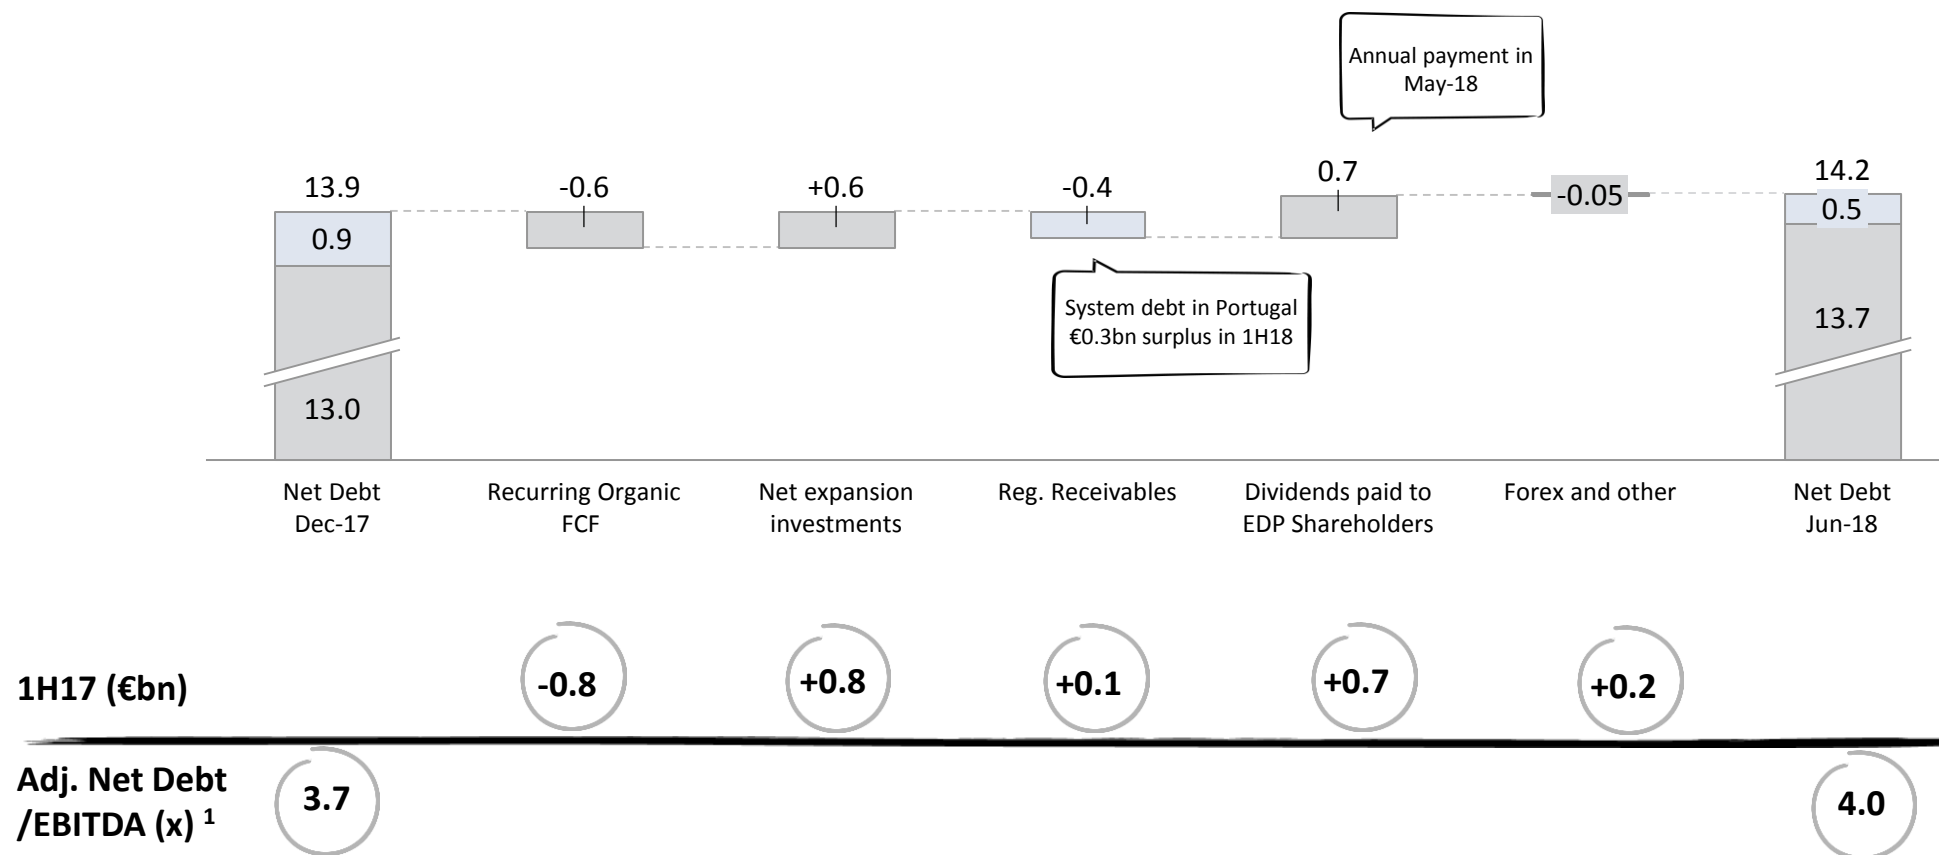 Annual payment in
May-18
13.9
-0.6
+0.6
-0.4
0.7
-0.05
14.2
0.9
0.5
System debt in Portugal
€0.3bn surplus in 1H18
13.7
13.0
Net Debt
Dec-17
Recurring Organic
FCF
Net expansion
investments
Reg. Receivables
Dividends paid to
EDP Shareholders
Forex and other
Net Debt
Jun-18
1H17 (€bn)
-0.8
+0.8
+0.1
+0.7
+0.2
Adj. Net Debt
/EBITDA (x) ¹
3.7
4.0